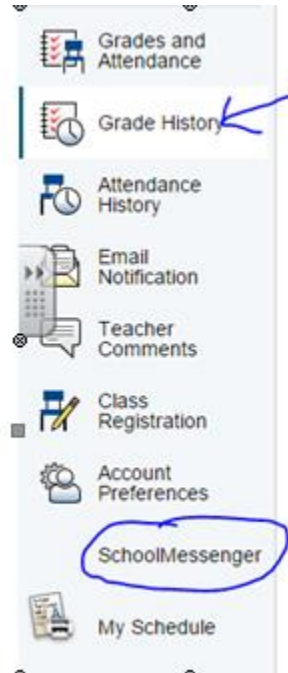 Grades and
Attendance
Grade History
Attendance
History
Email
Notification
Teacher
Comments
Class
Registration
Account
Preferences
SchoolMessenger
My Schedule